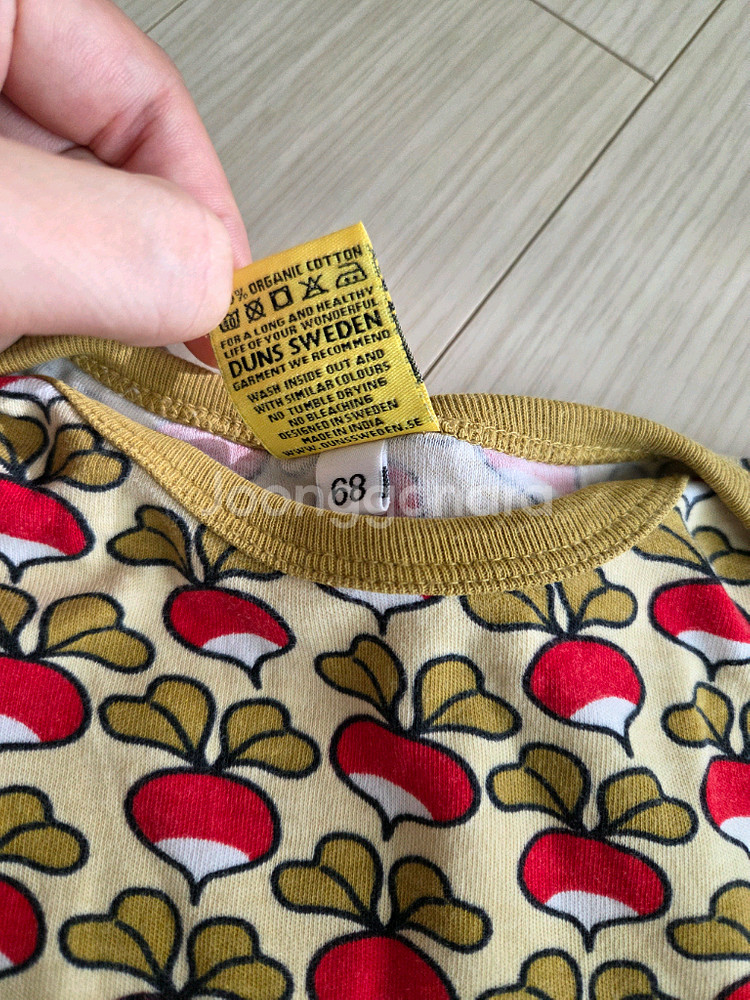 % ORGANIC COTTON
FOR A LONG AND HEALTHY
LIFE OF YOUR WONDERFUL
DUNS SWEDEN
GARMENT WE RECOMMEND
WASH INSIDE OUT AND
WITH SIMILAR COLOURS
NO TUMBLE DRYING
NO BLEACHING
DESIGNED IN SWEDEN
MADE IN INDIA
WWW.DUNSSWEDEN.SE
68
Joonggonara